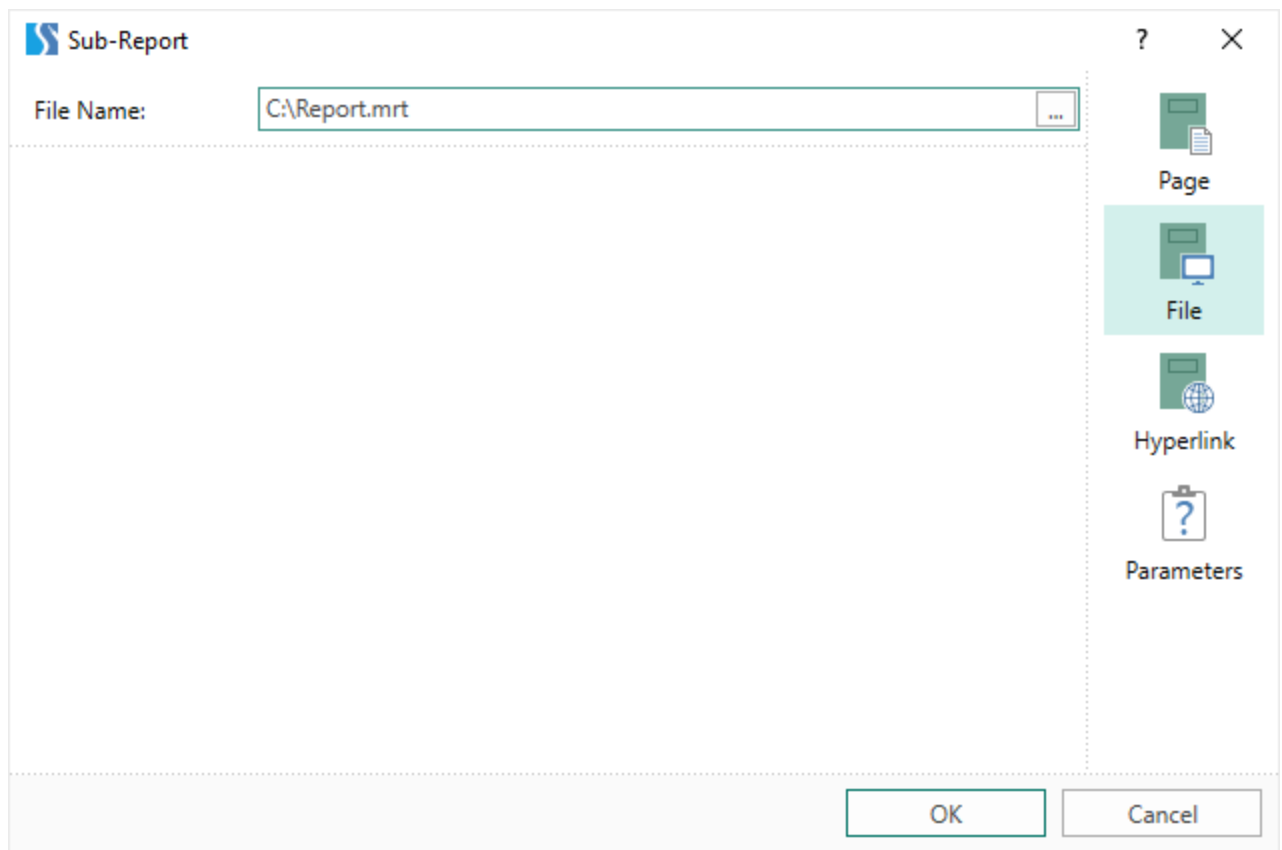 Sub-Report
?
File Name:
C:\Report.mrt
...
Page
File
Hyperlink
?
Parameters
OK
Cancel